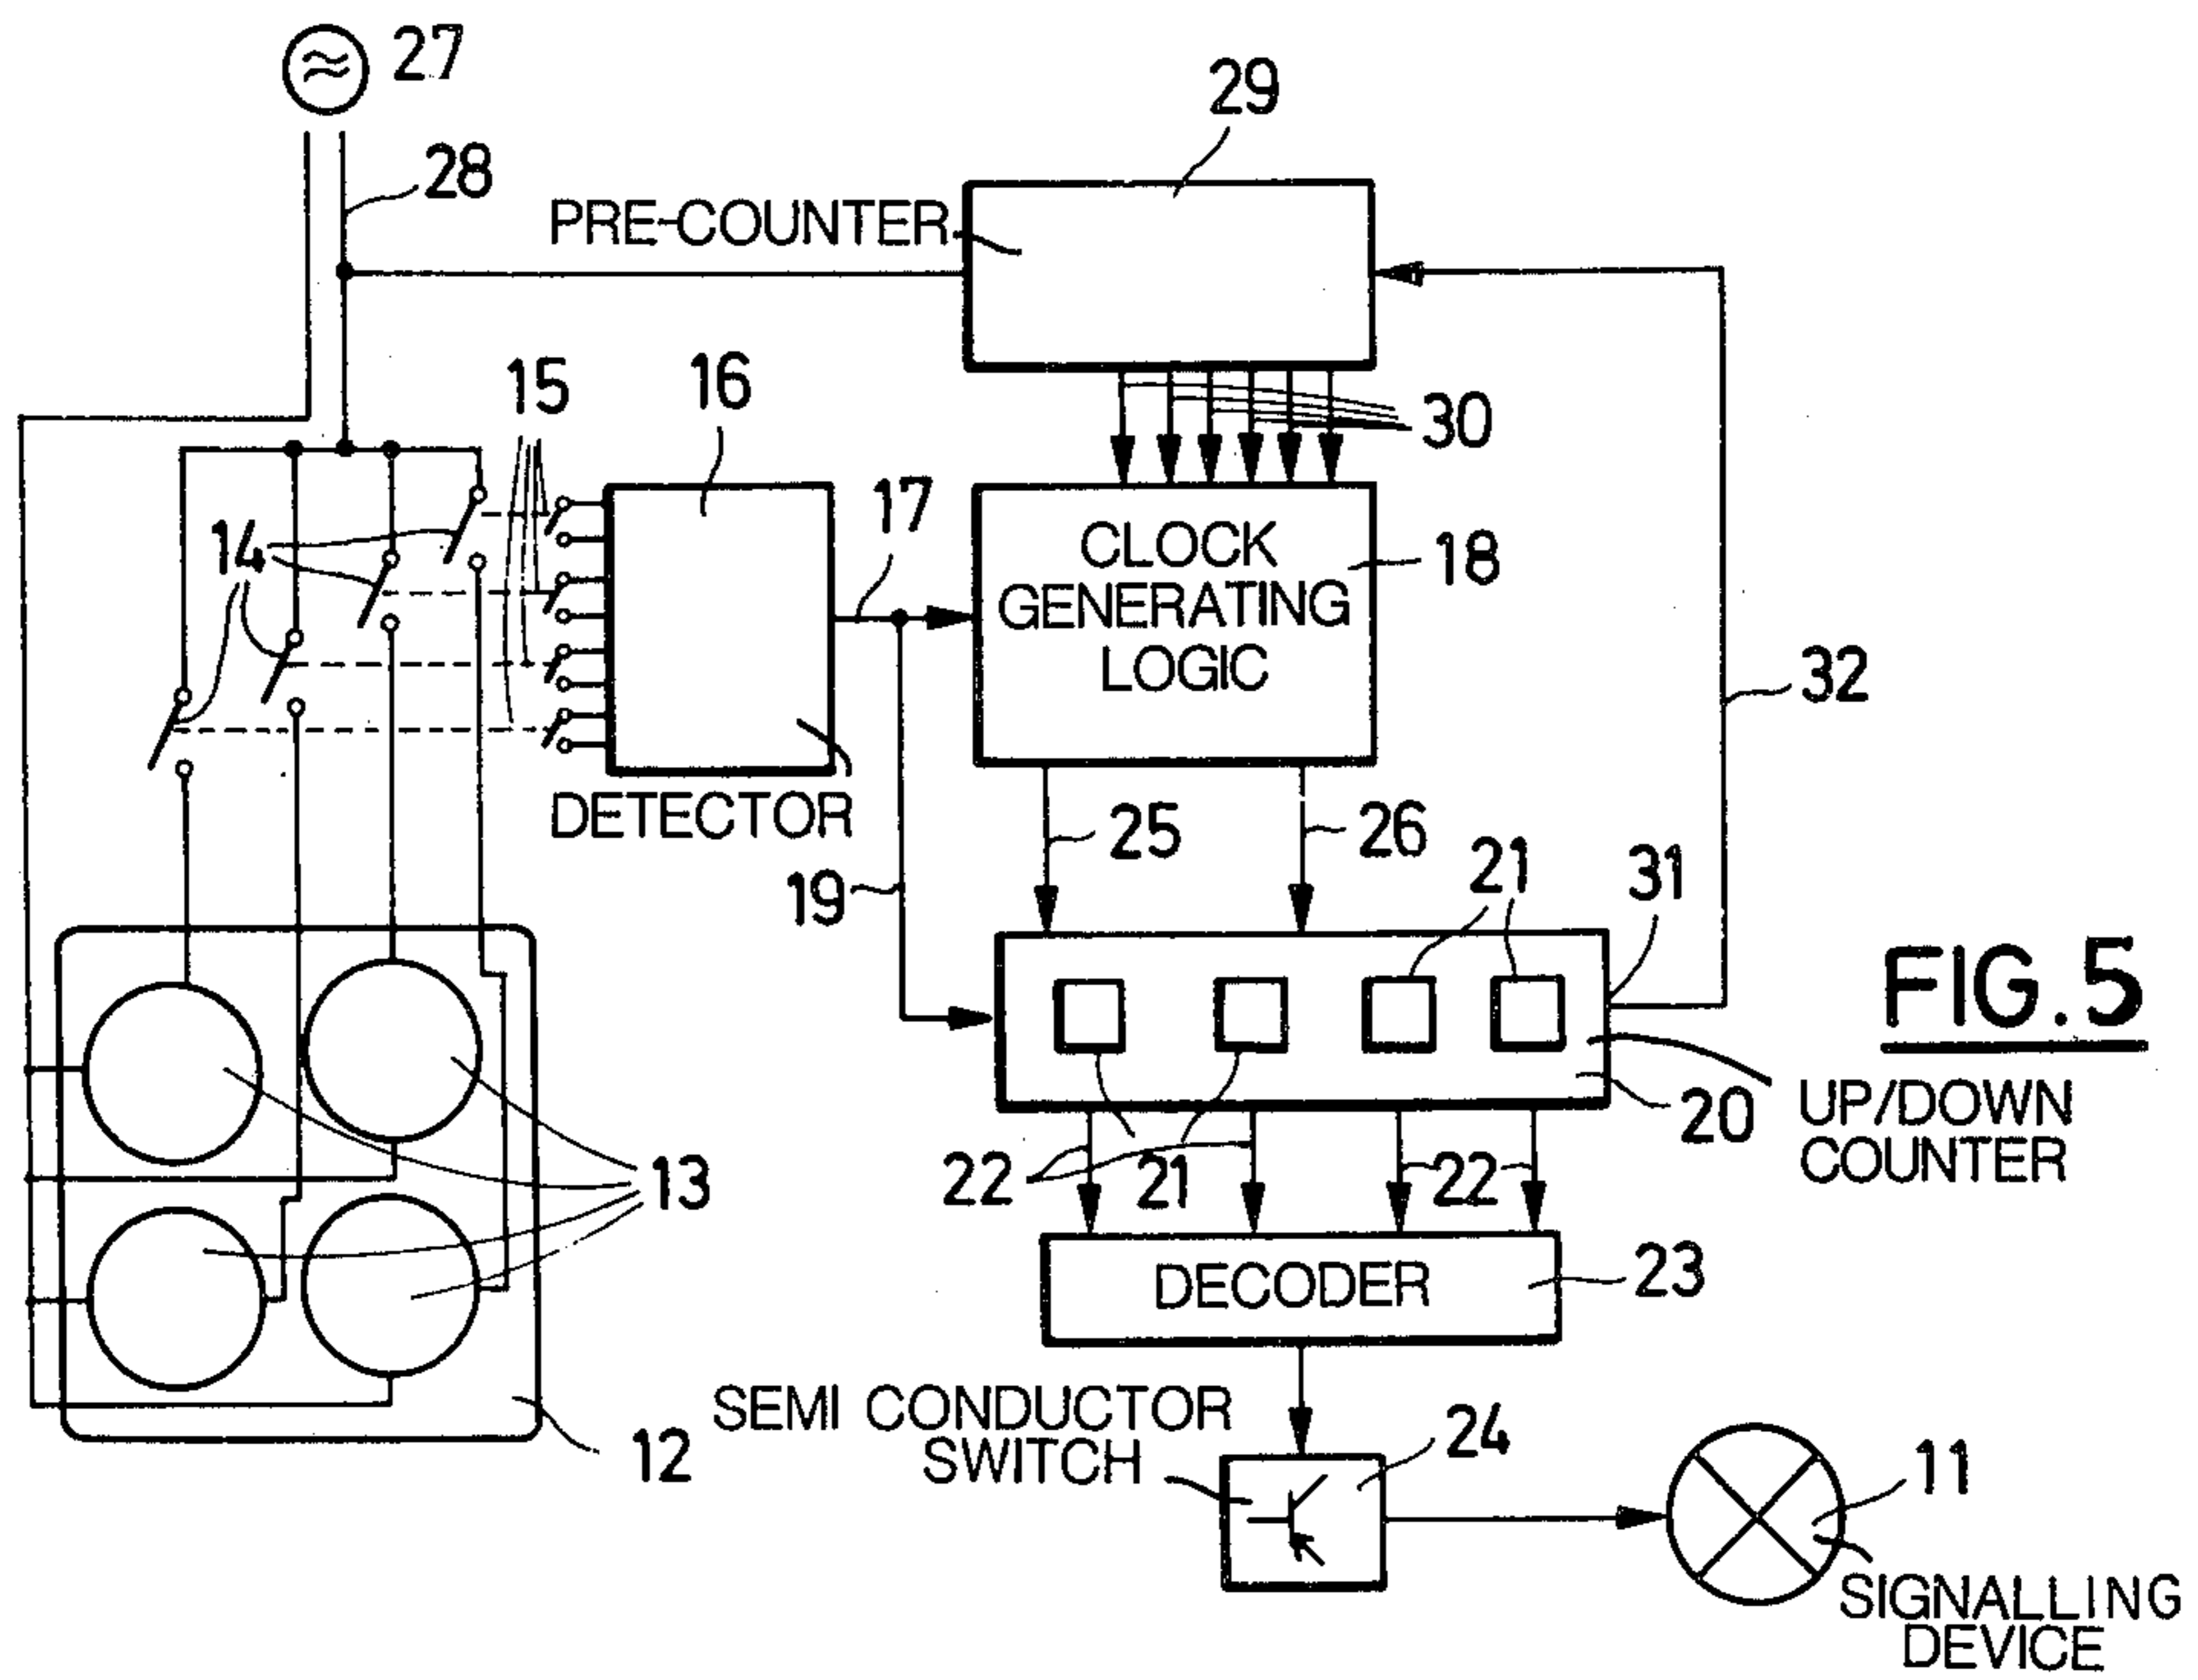 27
29
28
PRE-COUNTER
15
16
30
17
14
CLOCK
GENERATING
LOGIC
18
32
DETECTOR
25
26
21
31
19
FIG. 5
20
UP/DOWN
COUNTER
22
21
22
13
DECODER
23
SEMI CONDUCTOR
SWITCH
24
12
11
SIGNALLING
DEVICE